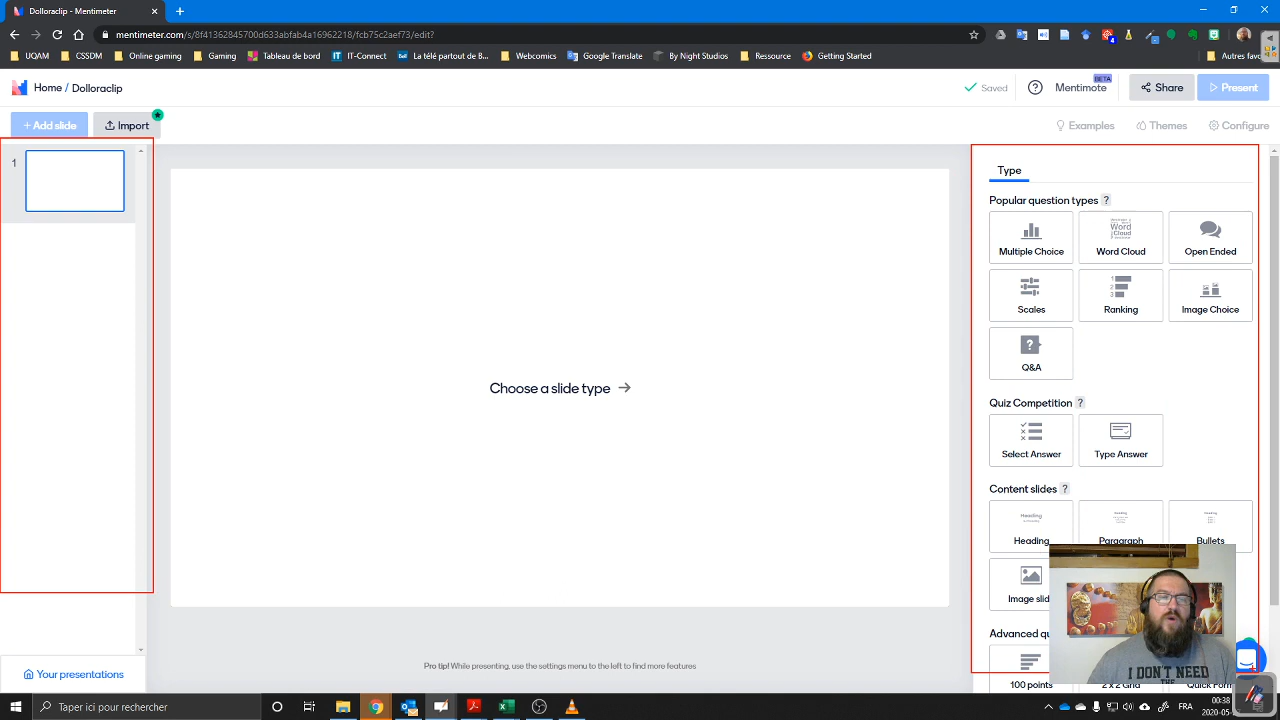 Dolloraclip - Mentimeter
mentimeter.com/s/8f41362845700d633abfab4a16962218/fcb75c2aef73/edit?
UQAM CSSDM Online gaming Gaming Tableau de bord IT-Connect La télé partout de B... Webcomics Google Translate By Night Studios Ressource Autres favo
Home / Dolloraclip
Saved
Mentimote
BETA
Share
Present
+ Add slide
Import
Examples
Themes
Configure
1
Type
Popular question types ?
Multiple Choice
Word Cloud
Open Ended
Scales
Ranking
Image Choice
Q&A
Quiz Competition ?
Select Answer
Type Answer
Content slides ?
Heading
Paragraph
Bullets
Image slid
Advanced qu
100 points
2 x 2 Grid
Quick Form
Choose a slide type →
Pro tip! While presenting, use the settings menu to the left to find more features
Your presentations
I DON'T NEED
THE
Taper ici pour rechercher
FRA
00:38
2020-05